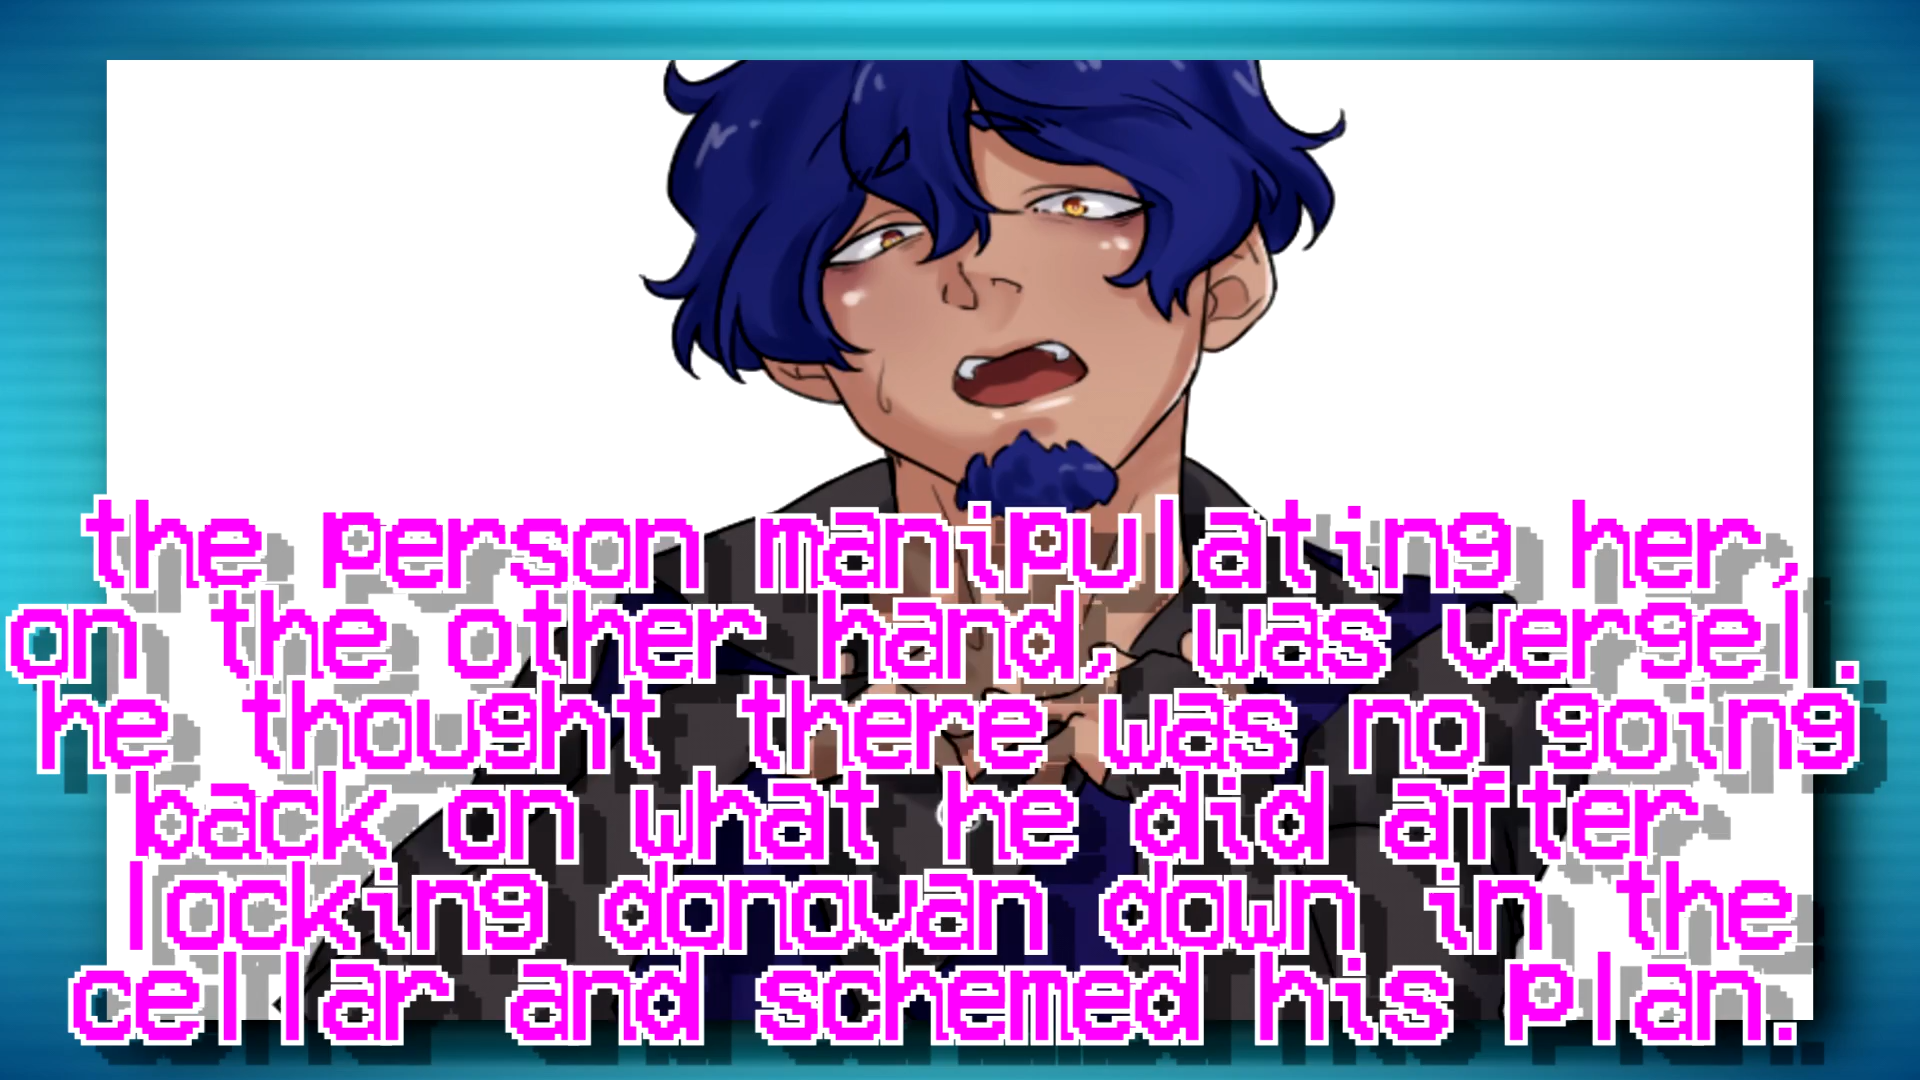 the person manipulating her,
on the other hand, was vergel.
he thought there was no going
back on what he did after
locking donovan down in the
cellar and schemed his plan.